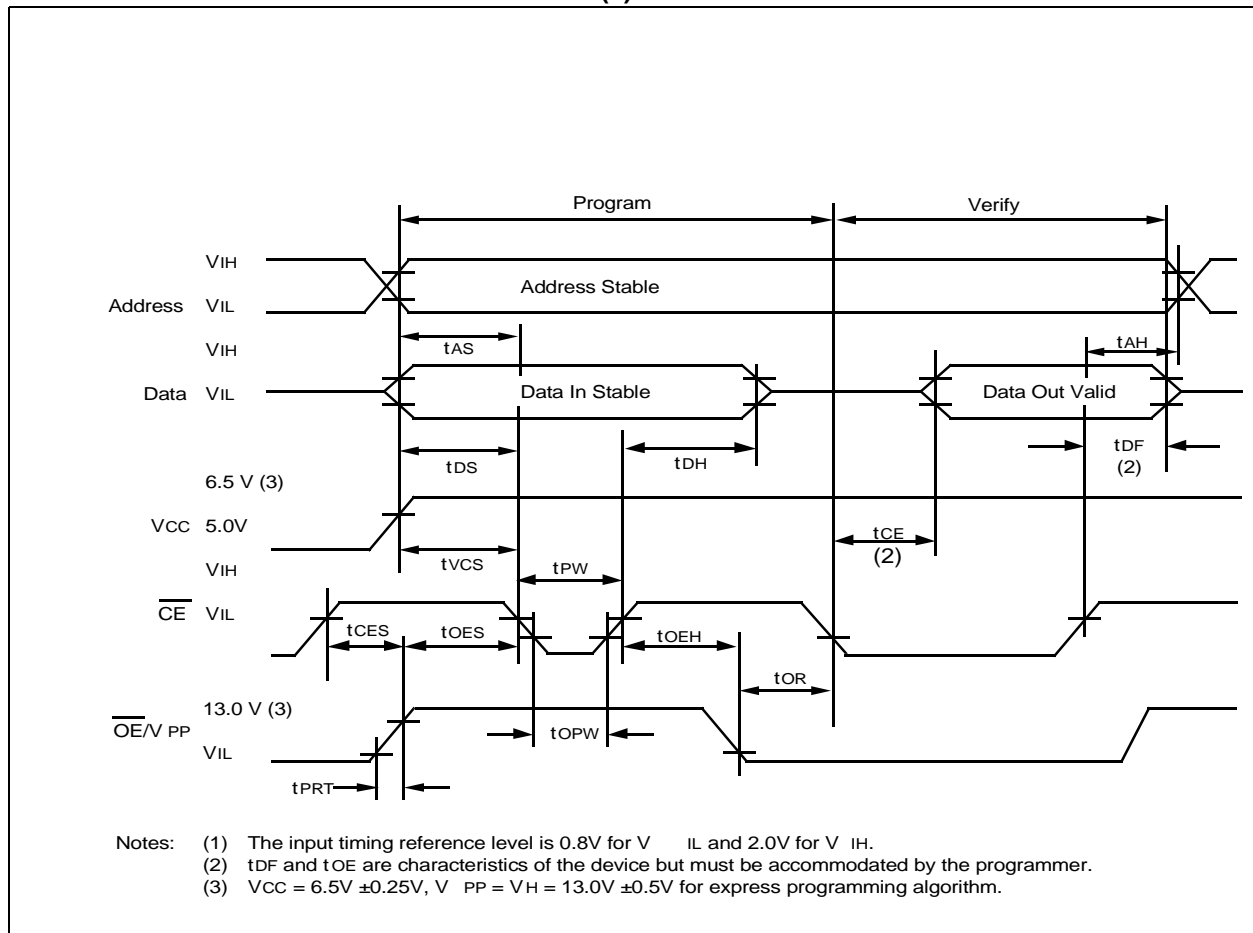 Program
Verify
VIH
Address VIL
Address Stable
VIH
tAS
tAH
Data VIL
Data In Stable
Data Out Valid
tDS
tDH
tDF
(2)
6.5 V (3)
VCC 5.0V
tCE
(2)
VIH
tVCS
tPW
CE VIL
tCES
tOES
tOEH
tOR
13.0 V (3)
OE/V PP
tOPW
VIL
tPRT
Notes: (1) The input timing reference level is 0.8V for V IL and 2.0V for V IH.
(2) tDF and tOE are characteristics of the device but must be accommodated by the programmer.
(3) VCC = 6.5V ±0.25V, V PP = VH = 13.0V ±0.5V for express programming algorithm.